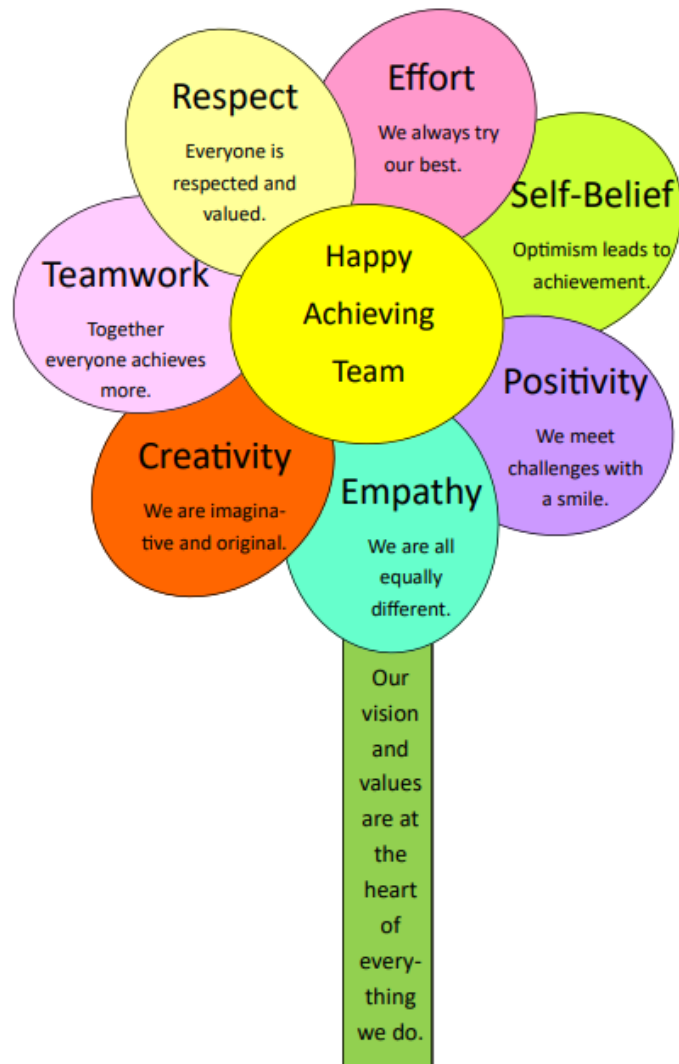 Respect
Everyone is
respected and
valued.
Effort
We always try
our best.
Self-Belief
Optimism leads to
achievement.
Positivity
We meet
challenges with
a smile.
Empathy
We are all
equally
different.
Creativity
We are imagina-
tive and original.
Teamwork
Together
everyone achieves
more.
Happy
Achieving
Team
Our
vision
and
values
are at
the
heart
of
every-
thing
we do.